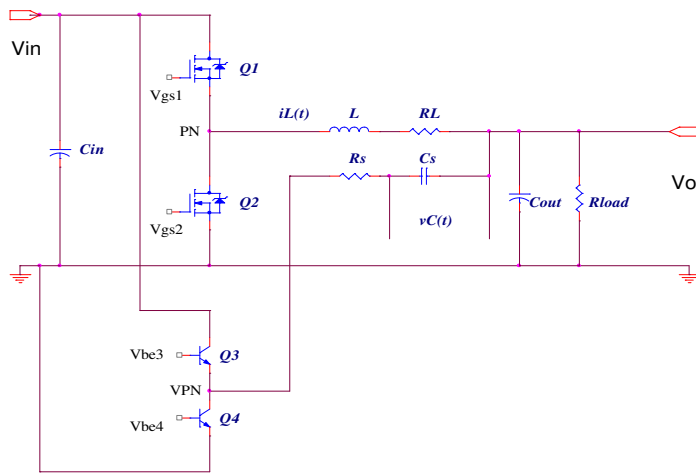 Vin
Q1
Vgs1
iL(t) L RL
PN
Rs Cs
Cin
Vo
Q2
Cout Rload
Vgs2
vC(t)
Vbe3 Q3
VPN
Vbe4 Q4